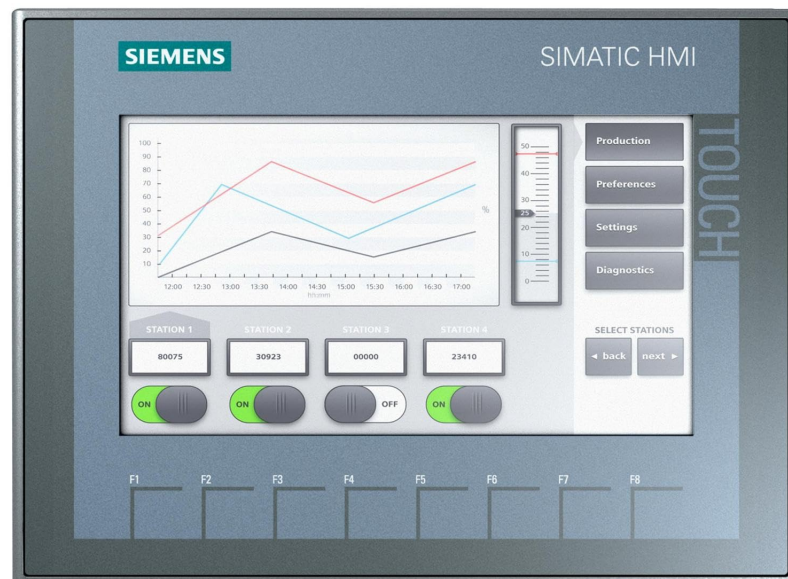 SIEMENS
SIMATIC HMI
TOUCH
100
90
80
70
60
50
40
30
20
10
%
12:00 12:30 13:00 13:30 14:00 14:30 15:00 15:30 16:00 16:30 17:00
hh:mm
50
40
30
25
20
10
0
Production
Preferences
Settings
Diagnostics
SELECT STATIONS
◄ back next ►
STATION 1 STATION 2 STATION 3 STATION 4
80075 30923 00000 23410
ON ON OFF ON
F1 F2 F3 F4 F5 F6 F7 F8